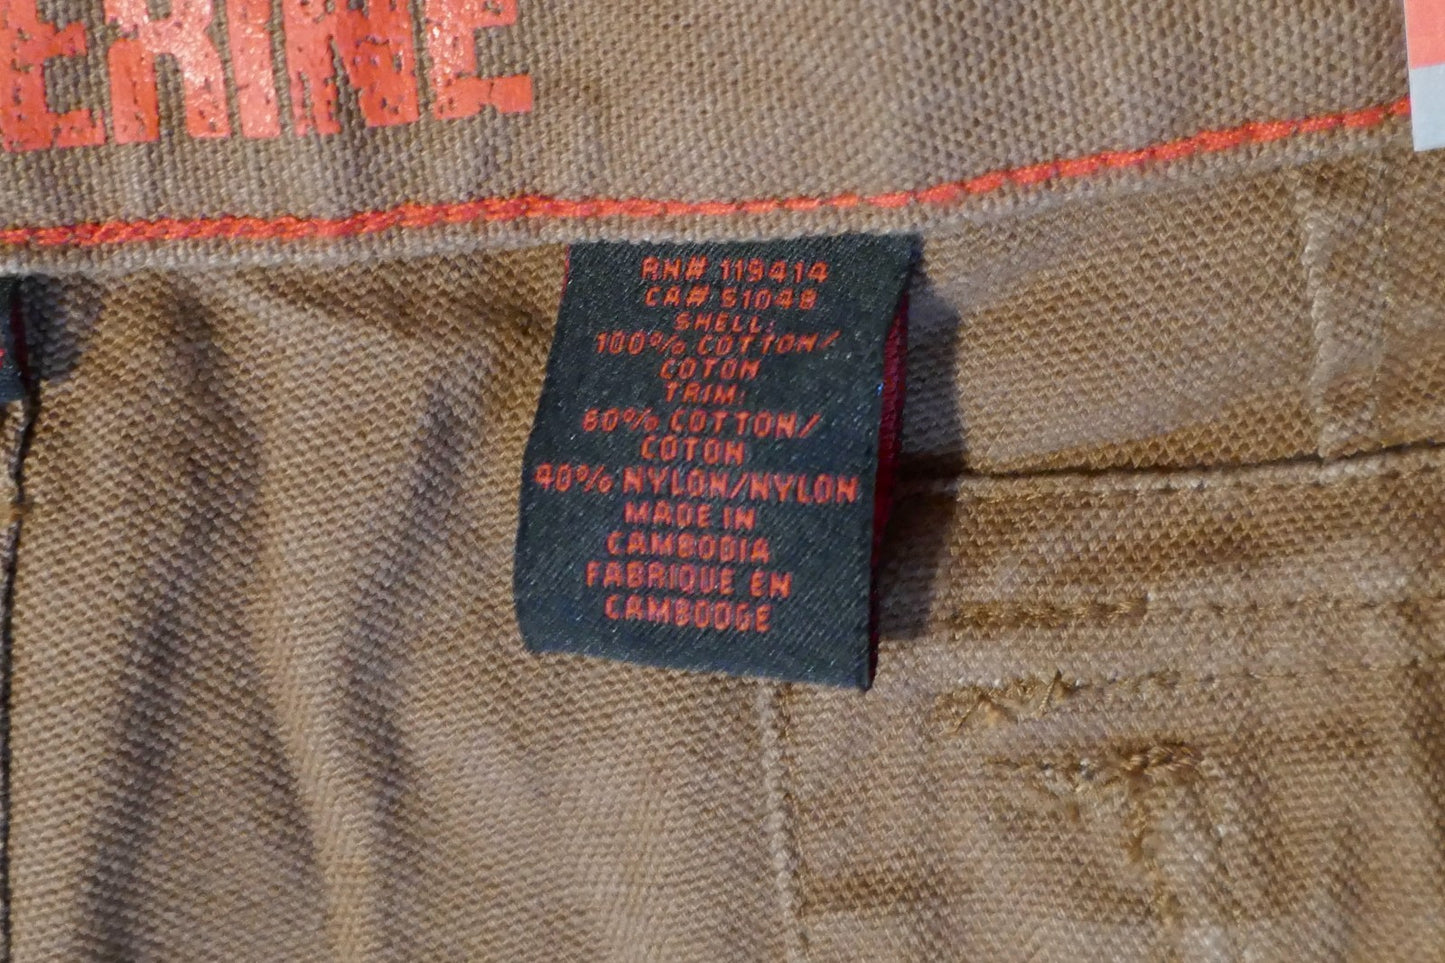 ERINE
RN# 119414
CA# 51048
SHELL:
100% COTTON/
COTON
TRIM:
60% COTTON/
COTON
40% NYLON/NYLON
MADE IN
CAMBODIA
FABRIQUE EN
CAMBODGE